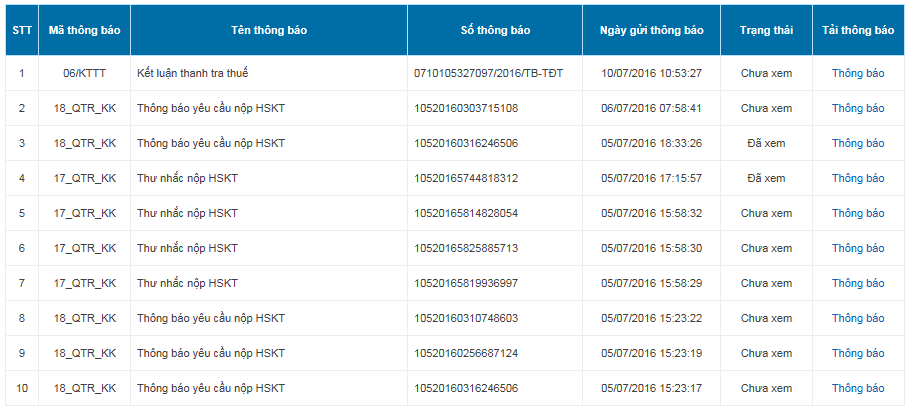 STT Mã thông báo Tên thông báo Số thông báo Ngày gửi thông báo Trạng thái Tải thông báo
1 06/KTTT Kết luận thanh tra thuế 0710105327097/2016/TB-TĐT 10/07/2016 10:53:27 Chưa xem Thông báo
2 18_QTR_KK Thông báo yêu cầu nộp HSKT 10520160303715108 06/07/2016 07:58:41 Chưa xem Thông báo
3 18_QTR_KK Thông báo yêu cầu nộp HSKT 10520160316246506 05/07/2016 18:33:26 Đã xem Thông báo
4 17_QTR_KK Thư nhắc nộp HSKT 10520165744818312 05/07/2016 17:15:57 Đã xem Thông báo
5 17_QTR_KK Thư nhắc nộp HSKT 10520165814828054 05/07/2016 15:58:32 Chưa xem Thông báo
6 17_QTR_KK Thư nhắc nộp HSKT 10520165825885713 05/07/2016 15:58:30 Chưa xem Thông báo
7 17_QTR_KK Thư nhắc nộp HSKT 10520165819936997 05/07/2016 15:58:29 Chưa xem Thông báo
8 18_QTR_KK Thông báo yêu cầu nộp HSKT 10520160310748603 05/07/2016 15:23:22 Chưa xem Thông báo
9 18_QTR_KK Thông báo yêu cầu nộp HSKT 10520160256687124 05/07/2016 15:23:19 Chưa xem Thông báo
10 18_QTR_KK Thông báo yêu cầu nộp HSKT 10520160316246506 05/07/2016 15:23:17 Chưa xem Thông báo